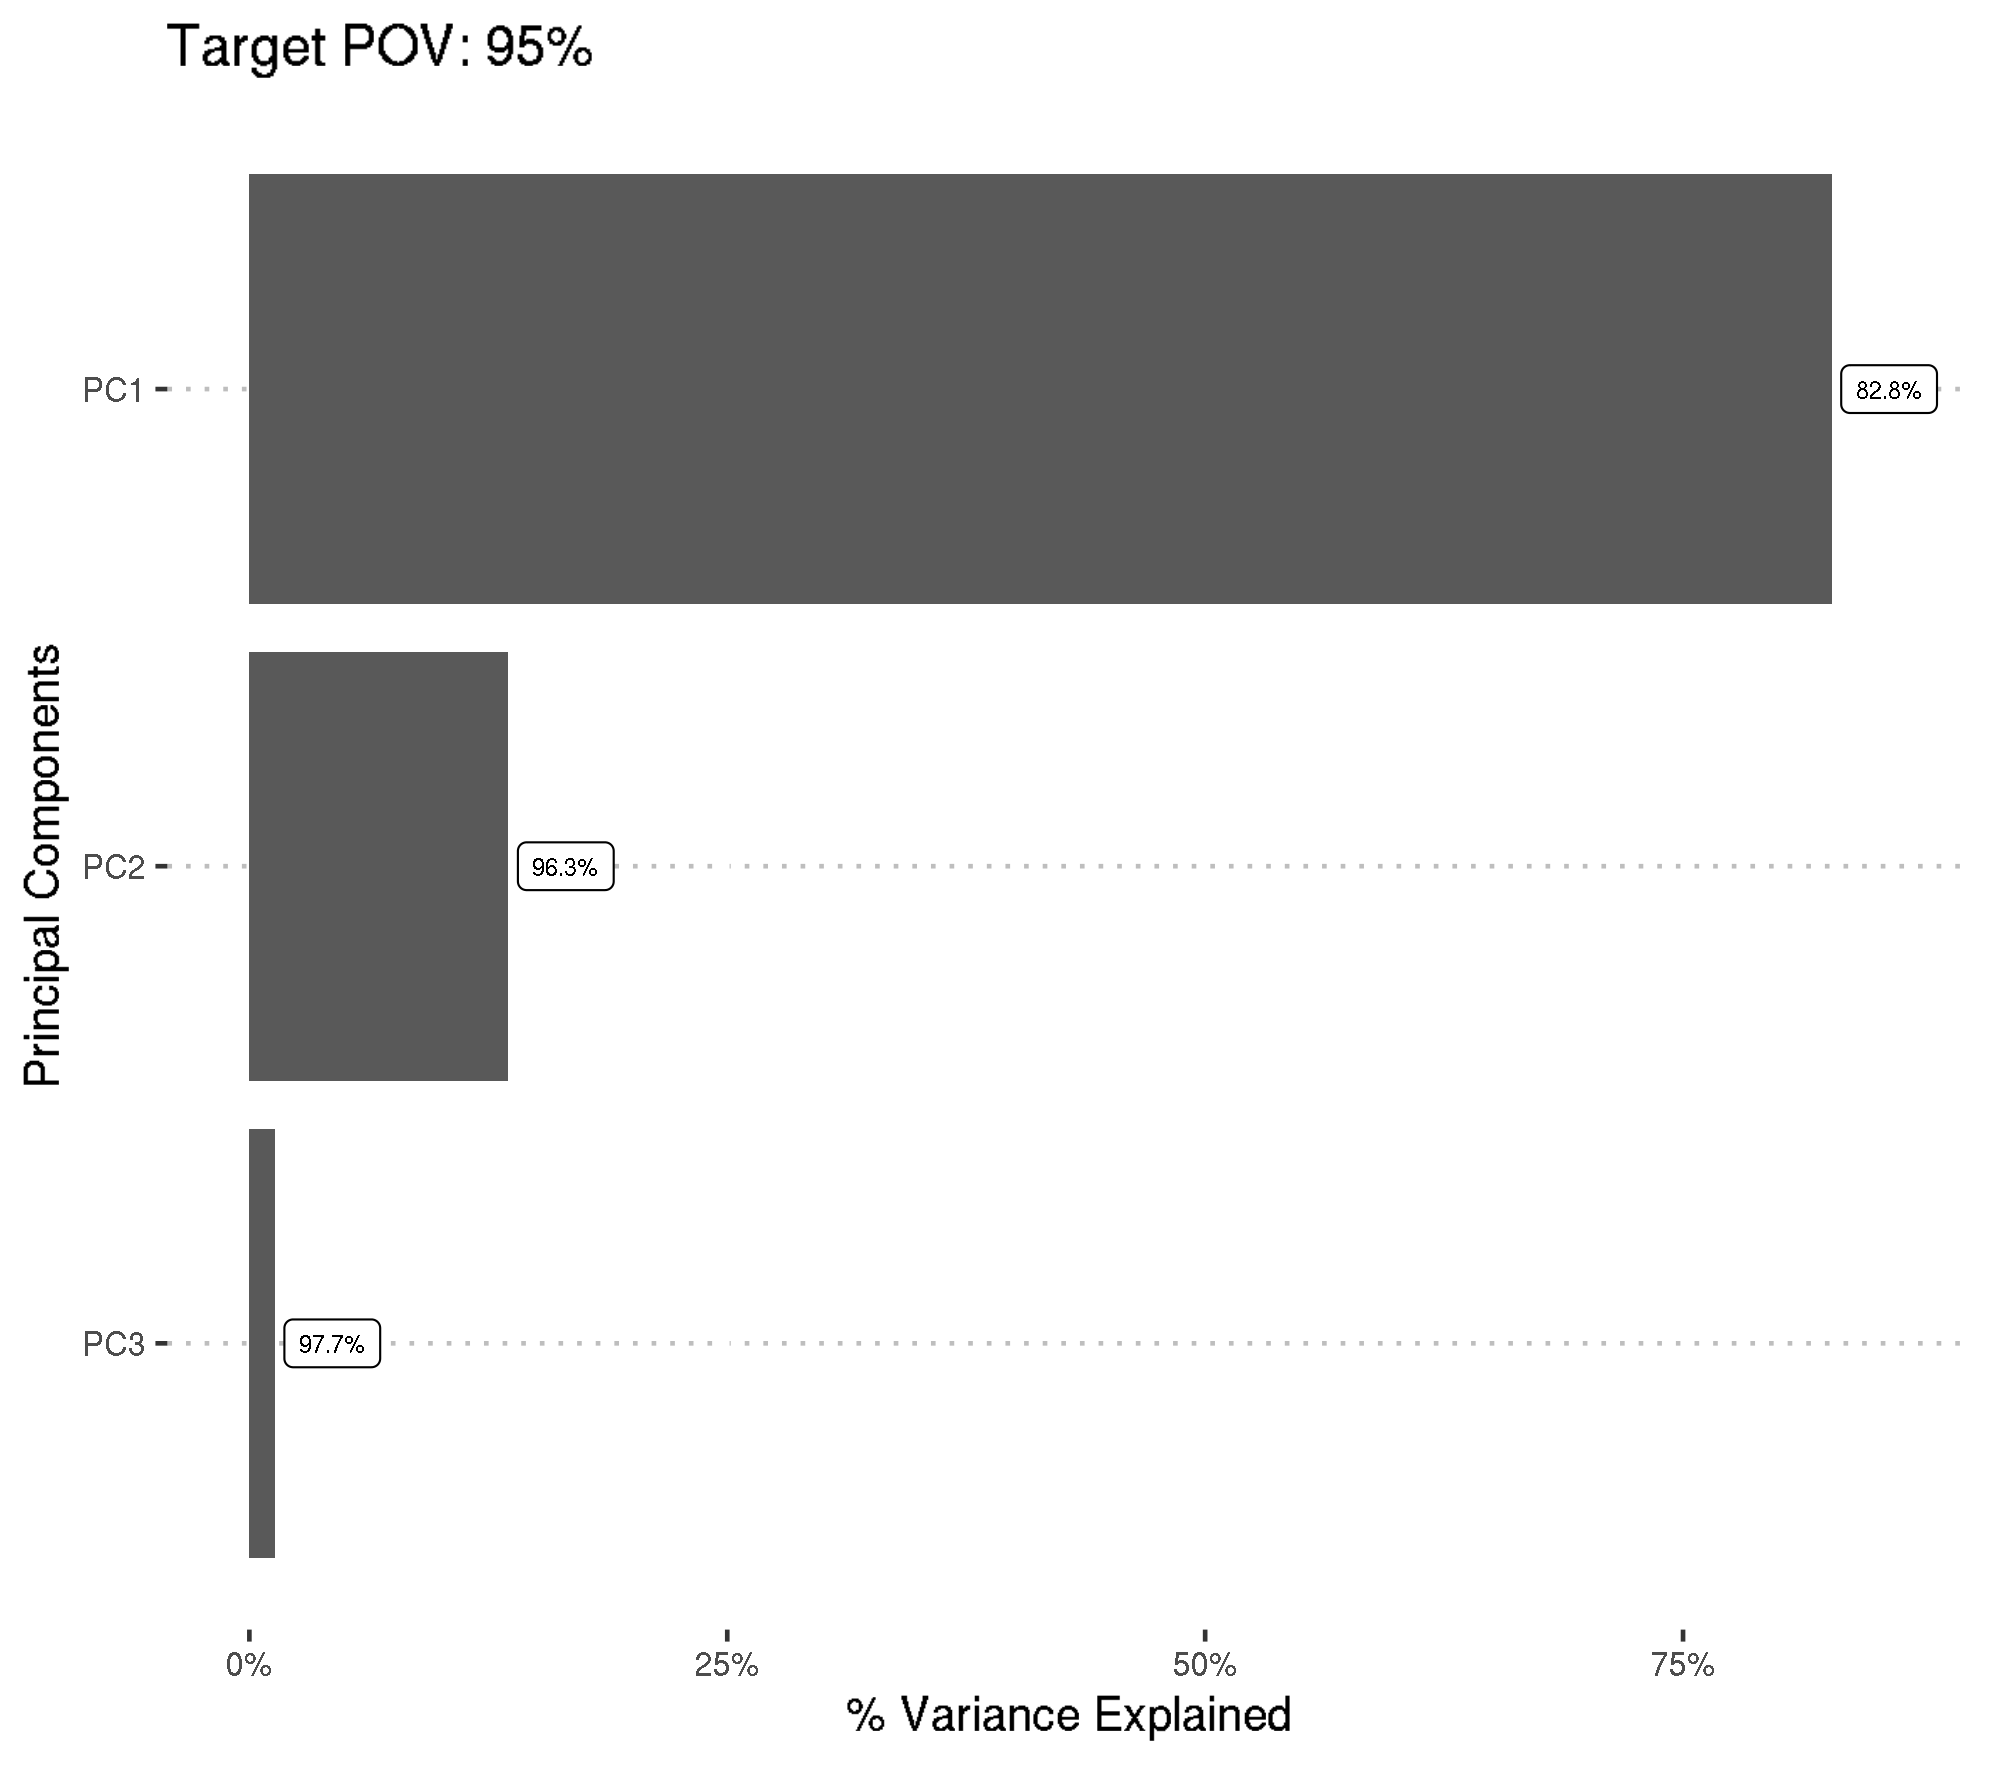 Target POV: 95%
PC1
82.8%
PC2
96.3%
PC3
97.7%
Principal Components
0%
25%
50%
75%
% Variance Explained